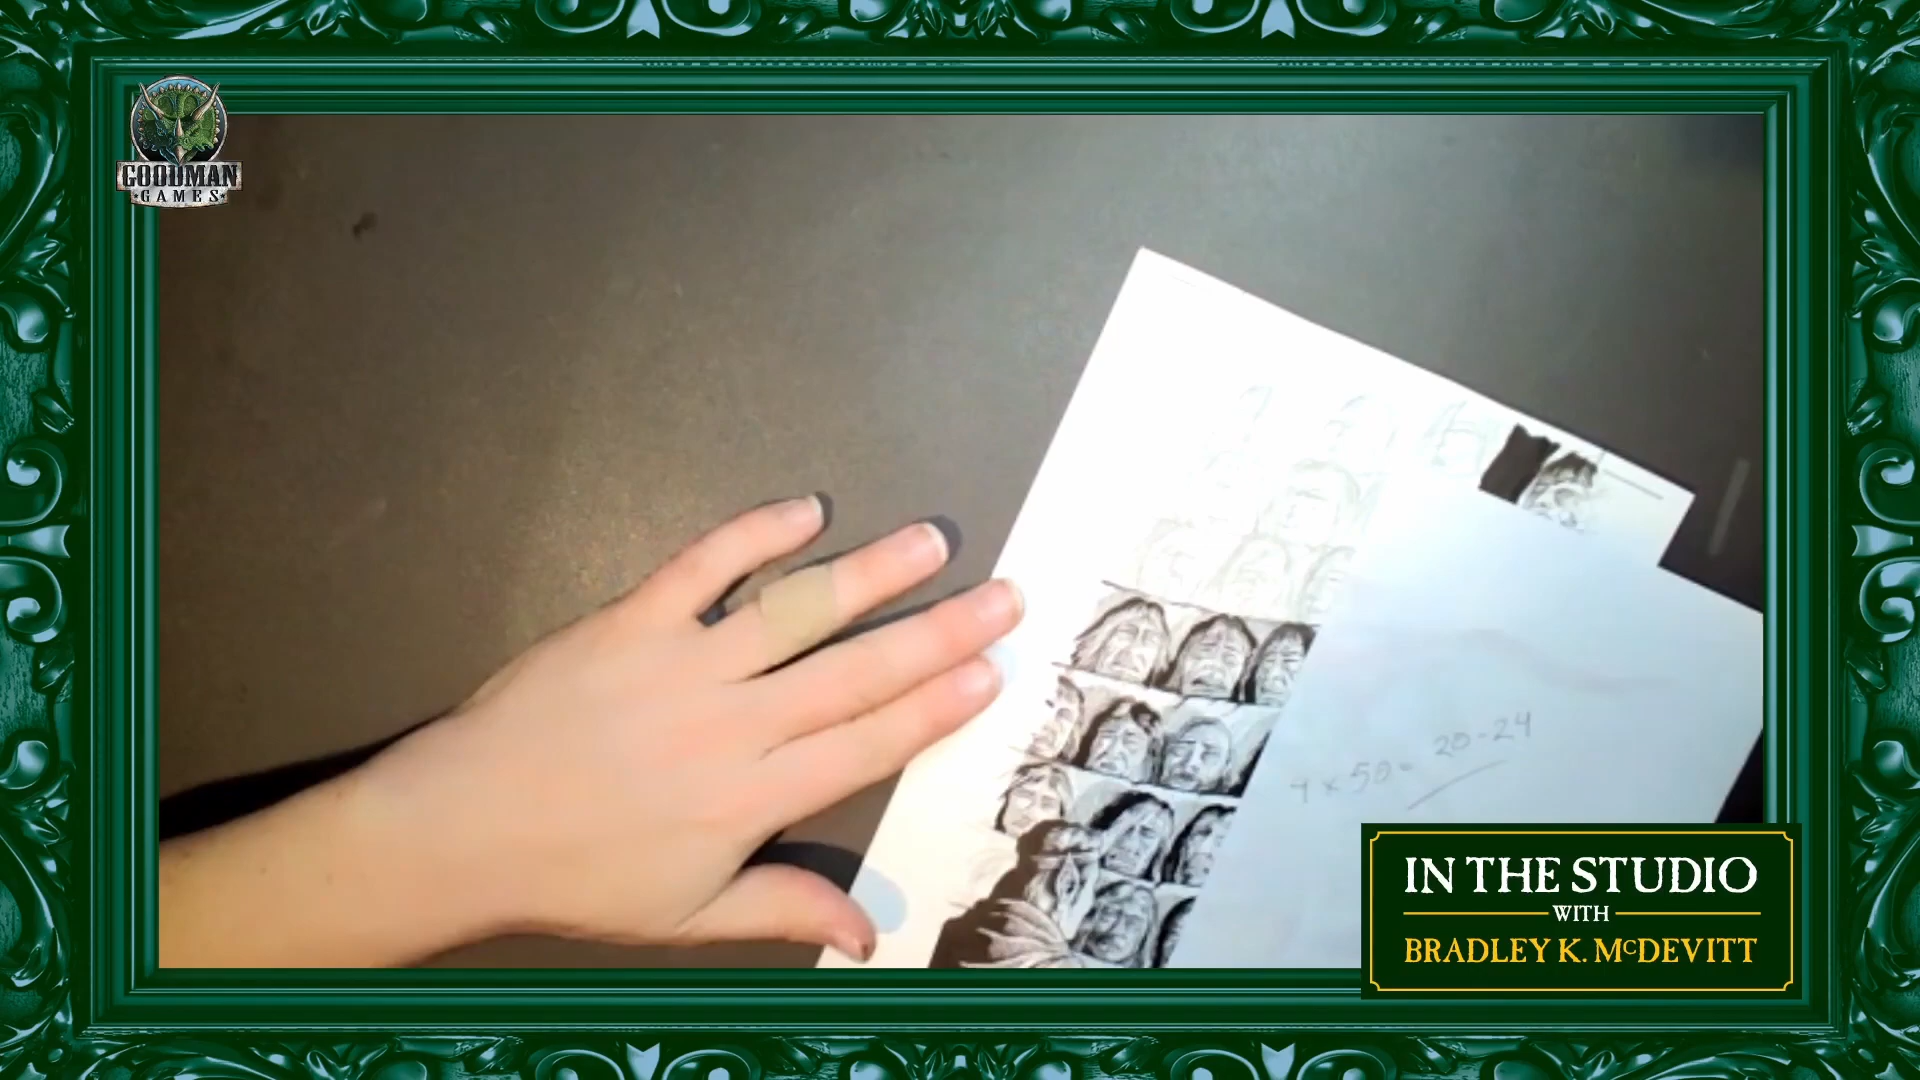 GOODMAN
GAMES
4 x 50 = 20-24
IN THE STUDIO
WITH
BRADLEY K. McDEVITT